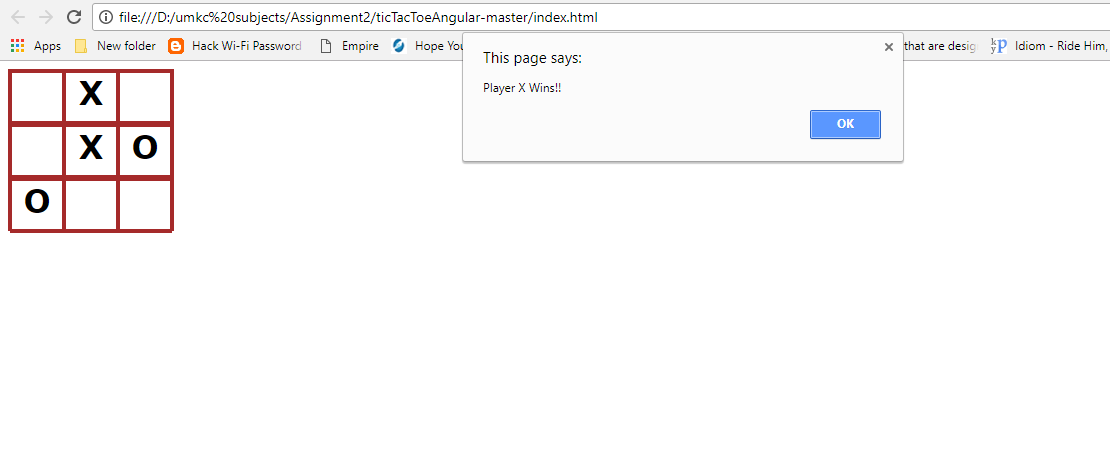 file:///D:/umkc%20subjects/Assignment2/ticTacToeAngular-master/index.html
Apps New folder Hack Wi-Fi Password Empire Hope You that are desig Idiom - Ride Him,
This page says:
Player X Wins!!
OK
X
X O
O